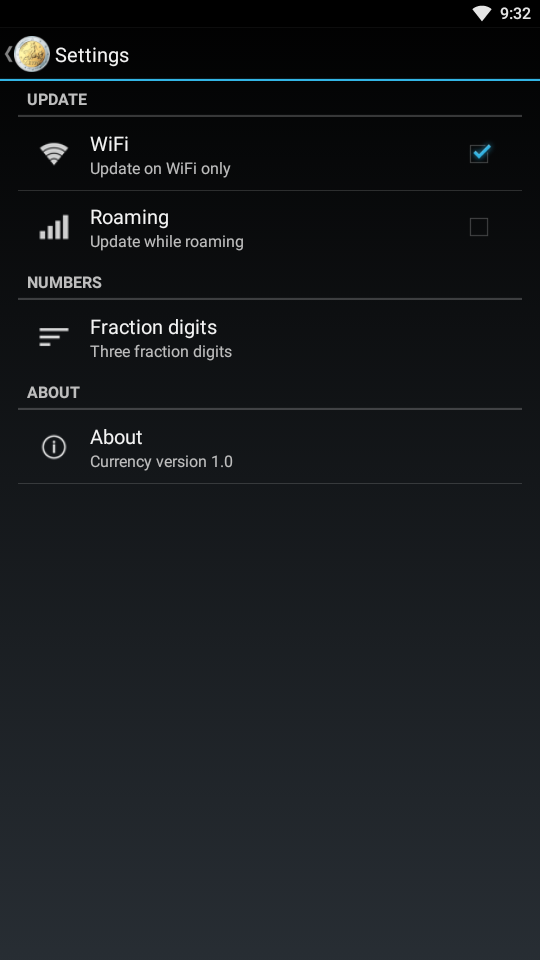 9:32
Settings
UPDATE
WiFi
Update on WiFi only
Roaming
Update while roaming
NUMBERS
Fraction digits
Three fraction digits
ABOUT
About
Currency version 1.0